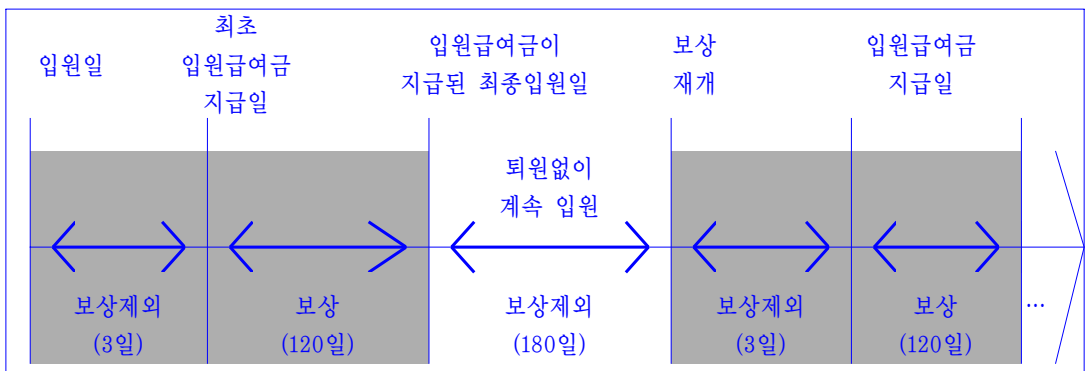 입원일
최초
입원급여금
지급일
입원급여금이
지급된 최종입원일
보상
재개
입원급여금
지급일
퇴원없이
계속 입원
보상제외
(3일)
보상
(120일)
보상제외
(180일)
보상제외
(3일)
보상
(120일)
…